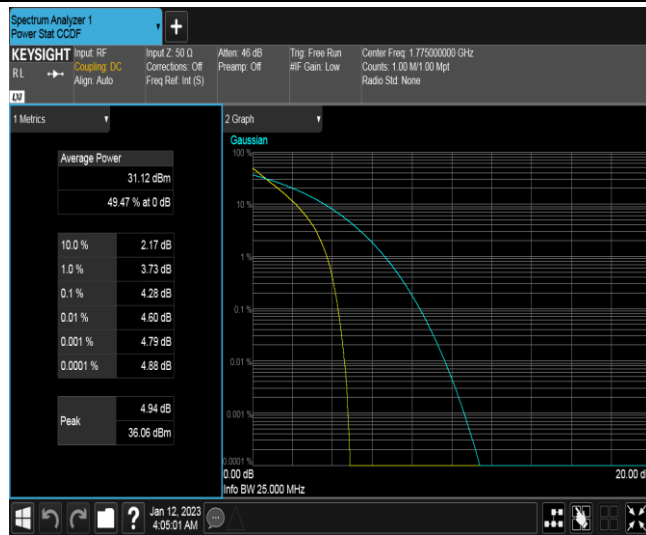 Spectrum Analyzer 1
Power Stat CCDF
+
KEYSIGHT
RL
Input: RF
Coupling: DC
Align: Auto
Input Z: 50 Ω
Corrections: Off
Freq Ref: Int (S)
Atten: 46 dB
Preamp: Off
Trig: Free Run
#IF Gain: Low
Center Freq: 1.775000000 GHz
Counts: 1.00 M/1.00 Mpt
Radio Std: None
1 Metrics
Average Power
31.12 dBm
49.47 % at 0 dB
10.0 % 2.17 dB
1.0 % 3.73 dB
0.1 % 4.28 dB
0.01 % 4.60 dB
0.001 % 4.79 dB
0.0001 % 4.88 dB
Peak
4.94 dB
36.06 dBm
2 Graph
Gaussian
100 %
10 %
1 %
0.1 %
0.01 %
0.001 %
0.0001 %
0.00 dB
20.00 d
Info BW 25.000 MHz
?
Jan 12, 2023
4:05:01 AM